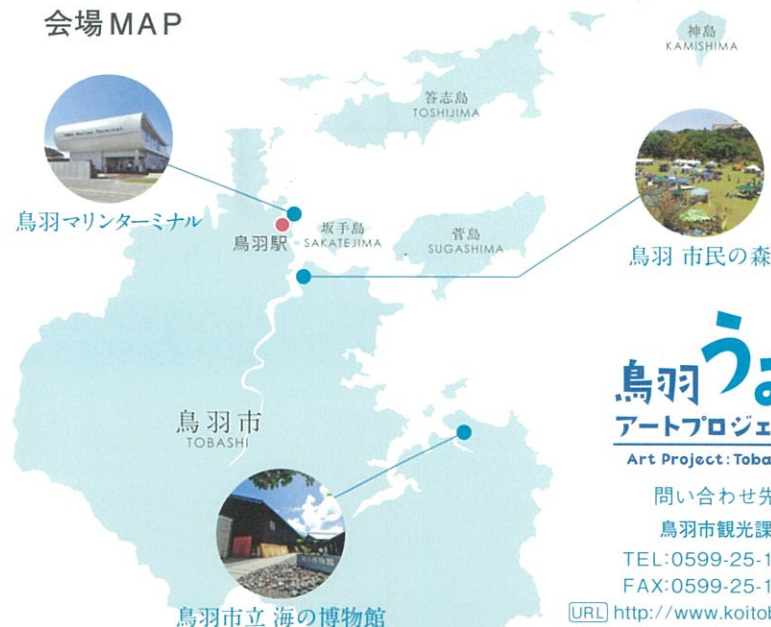 会場MAP
神島
KAMISHIMA
答志島
TOSHIJIMA
鳥羽マリンターミナル
鳥羽駅
坂手島
SAKATEJIMA
菅島
SUGASHIMA
鳥羽 市民の森
鳥羽市
TOBASHI
鳥羽市立 海の博物館
鳥羽う
アートプロジェ
Art Project:Toba
問い合わせ先
鳥羽市観光課
TEL:0599-25-1
FAX:0599-25-1
URL http://www.koitob